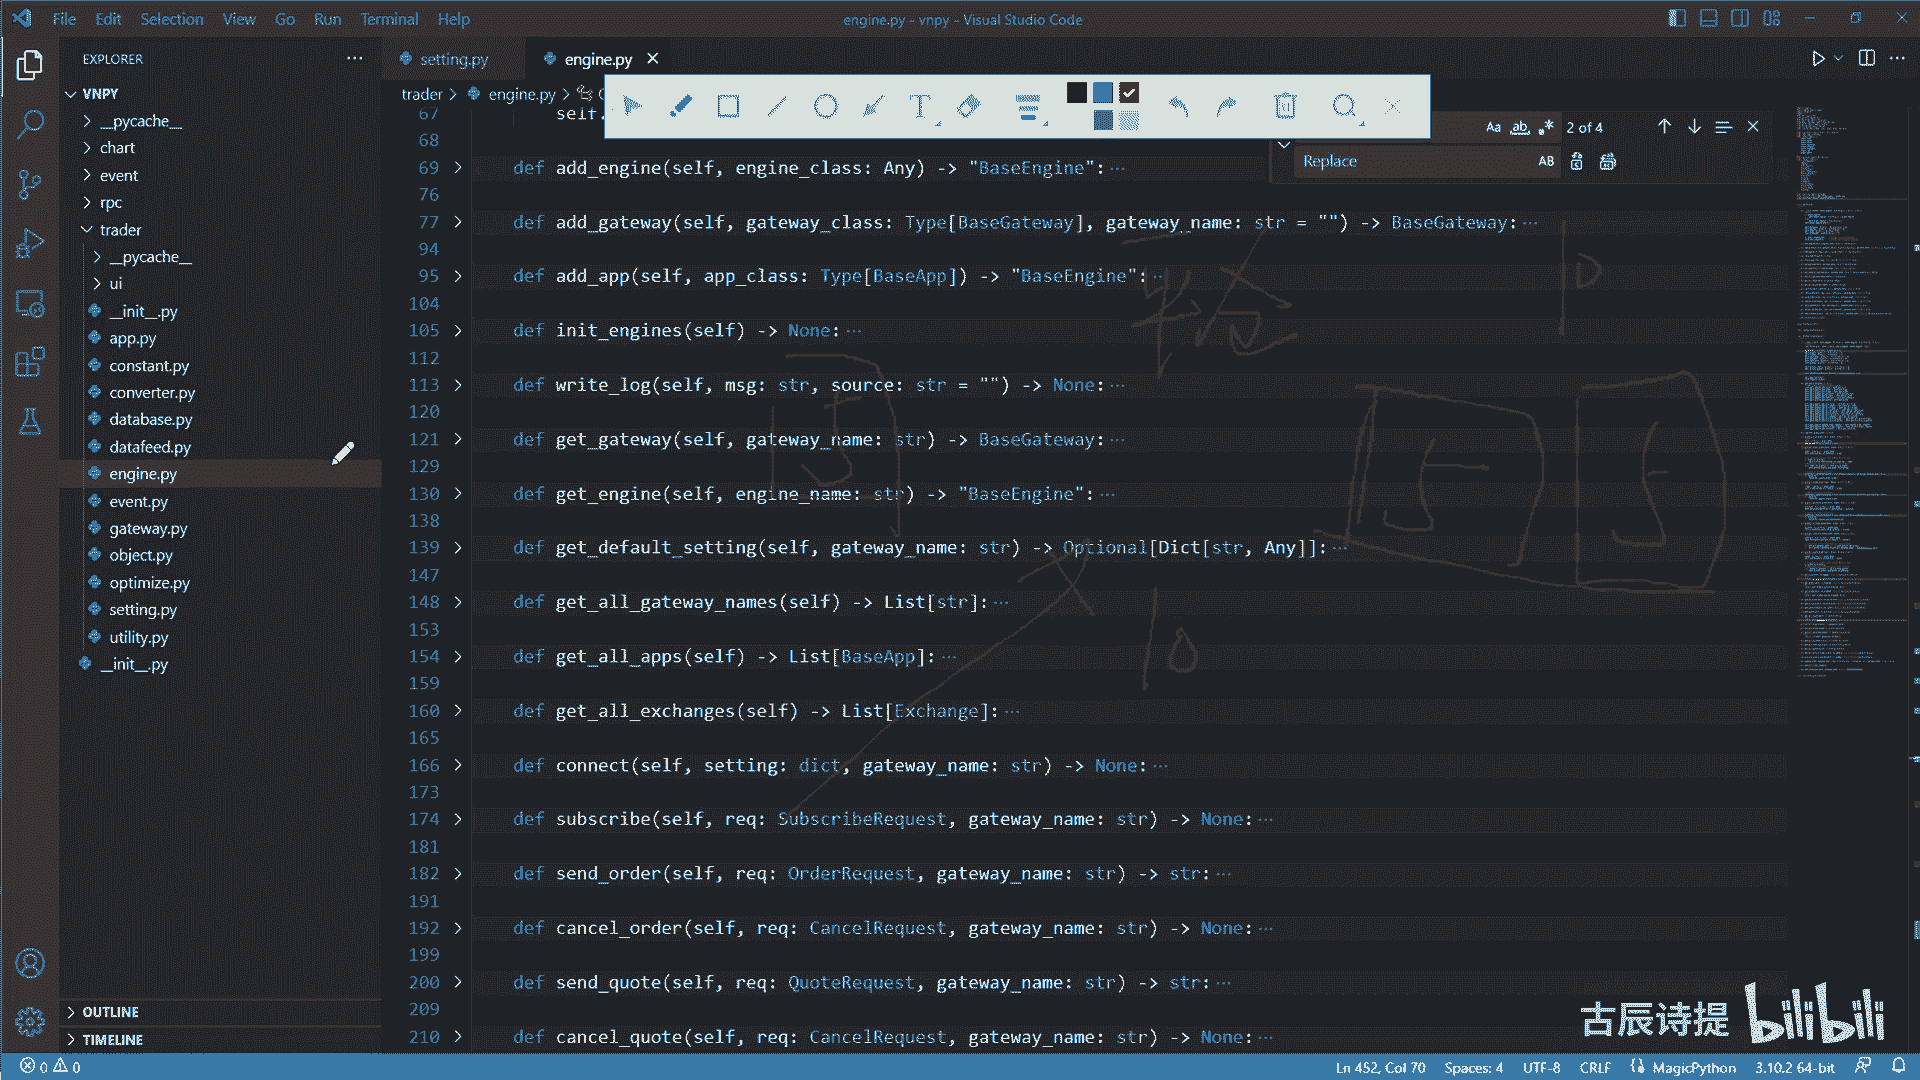 File Edit Selection View Go Run Terminal Help
engine.py - vnpy - Visual Studio Code
EXPLORER
VNPY
__pycache__
chart
event
rpc
trader
__pycache__
ui
__init__.py
app.py
constant.py
converter.py
database.py
datafeed.py
engine.py
event.py
gateway.py
object.py
optimize.py
setting.py
utility.py
__init__.py
OUTLINE
TIMELINE
setting.py
engine.py
trader > engine.py >
Aa ab 2 of 4
Replace AB
67 self.
68
69 def add_engine(self, engine_class: Any) -> "BaseEngine":
76
77 def add_gateway(self, gateway_class: Type[BaseGateway], gateway_name: str = "") -> BaseGateway:
94
95 def add_app(self, app_class: Type[BaseApp]) -> "BaseEngine":
104
105 def init_engines(self) -> None:
112
113 def write_log(self, msg: str, source: str = "") -> None:
120
121 def get_gateway(self, gateway_name: str) -> BaseGateway:
129
130 def get_engine(self, engine_name: str) -> "BaseEngine":
138
139 def get_default_setting(self, gateway_name: str) -> Optional[Dict[str, Any]]:
147
148 def get_all_gateway_names(self) -> List[str]:
153
154 def get_all_apps(self) -> List[BaseApp]:
159
160 def get_all_exchanges(self) -> List[Exchange]:
165
166 def connect(self, setting: dict, gateway_name: str) -> None:
173
174 def subscribe(self, req: SubscribeRequest, gateway_name: str) -> None:
181
182 def send_order(self, req: OrderRequest, gateway_name: str) -> str:
191
192 def cancel_order(self, req: CancelRequest, gateway_name: str) -> None:
199
200 def send_quote(self, req: QuoteRequest, gateway_name: str) -> str:
209
210 def cancel_quote(self, req: CancelRequest, gateway_name: str) -> None:
平仓
10
5
5
5
10
古辰诗提 bilibili
0 0
Ln 452, Col 70 Spaces: 4 UTF-8 CRLF MagicPython 3.10.2 64-bit